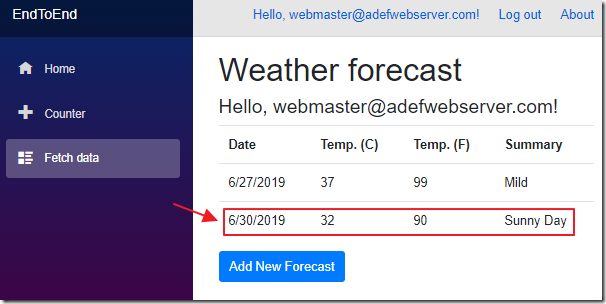 EndToEnd
Hello, webmaster@adefwebserver.com! Log out About
Home
Counter
Fetch data
Weather forecast
Hello, webmaster@adefwebserver.com!
Date Temp. (C) Temp. (F) Summary
6/27/2019 37 99 Mild
6/30/2019 32 90 Sunny Day
Add New Forecast